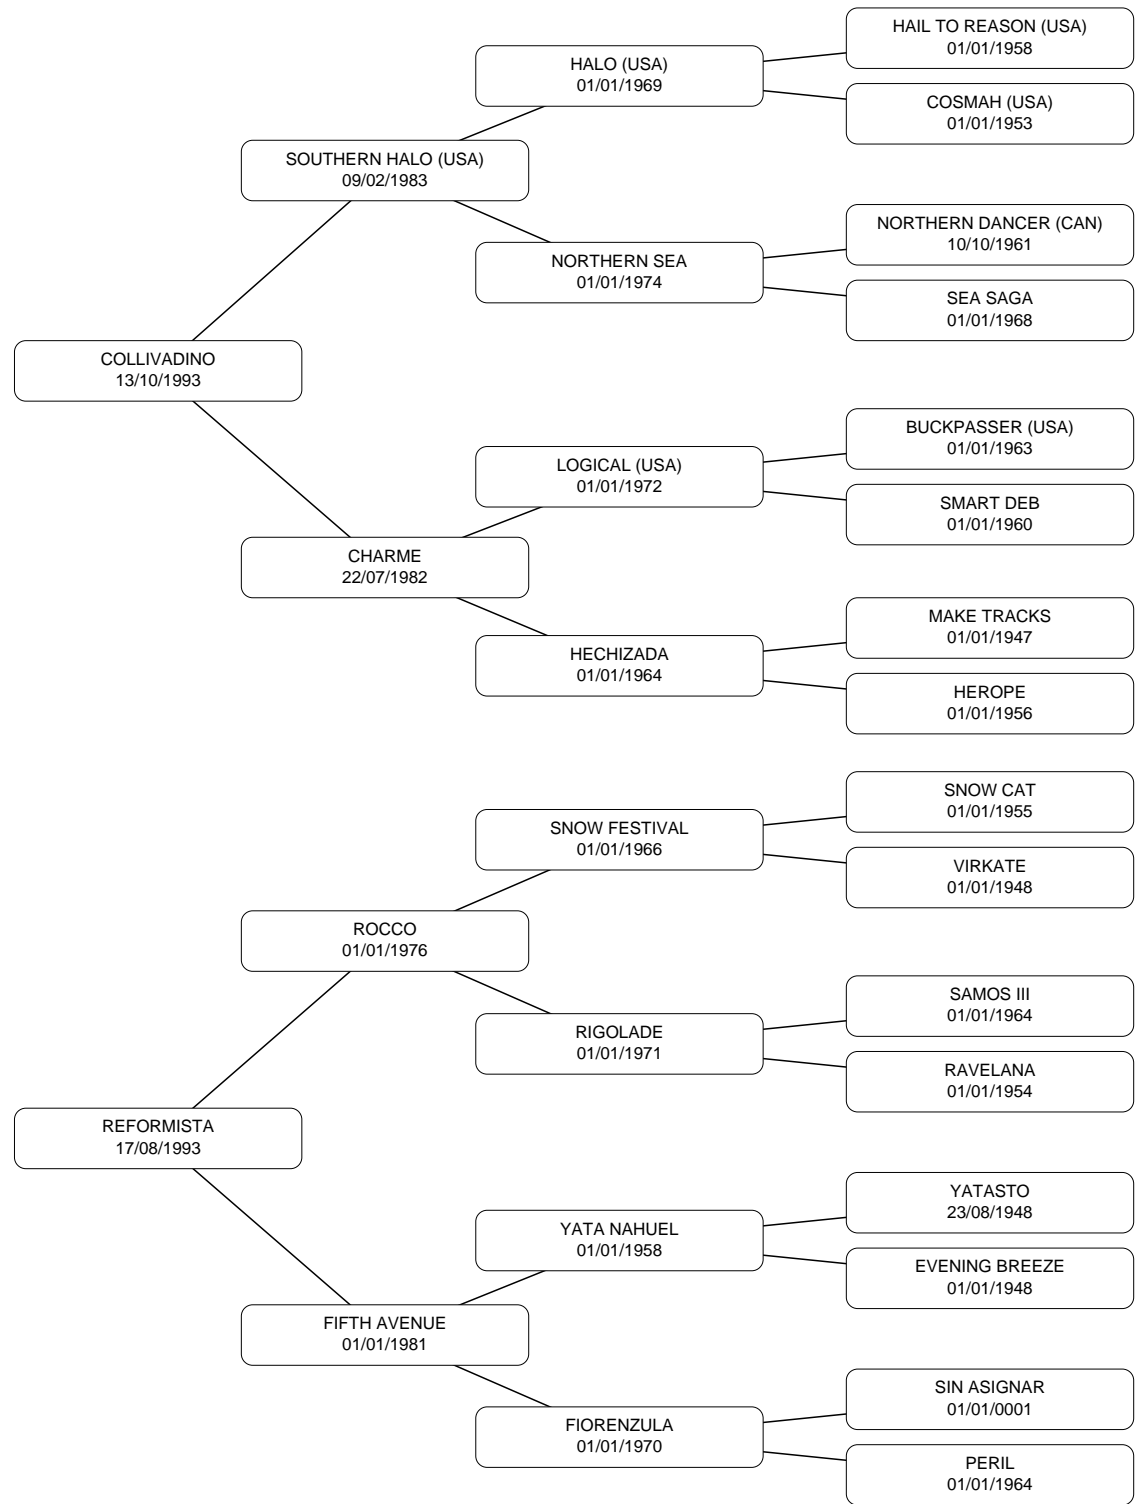 HAIL TO REASON (USA)
01/01/1958
HALO (USA)
01/01/1969
COSMAH (USA)
01/01/1953
SOUTHERN HALO (USA)
09/02/1983
NORTHERN DANCER (CAN)
10/10/1961
NORTHERN SEA
01/01/1974
SEA SAGA
01/01/1968
COLLIVADINO
13/10/1993
BUCKPASSER (USA)
01/01/1963
LOGICAL (USA)
01/01/1972
SMART DEB
01/01/1960
CHARME
22/07/1982
MAKE TRACKS
01/01/1947
HECHIZADA
01/01/1964
HEROPE
01/01/1956
SNOW CAT
01/01/1955
SNOW FESTIVAL
01/01/1966
VIRKATE
01/01/1948
ROCCO
01/01/1976
SAMOS III
01/01/1964
RIGOLADE
01/01/1971
RAVELANA
01/01/1954
REFORMISTA
17/08/1993
YATASTO
23/08/1948
YATA NAHUEL
01/01/1958
EVENING BREEZE
01/01/1948
FIFTH AVENUE
01/01/1981
SIN ASIGNAR
01/01/0001
FIORENZULA
01/01/1970
PERIL
01/01/1964